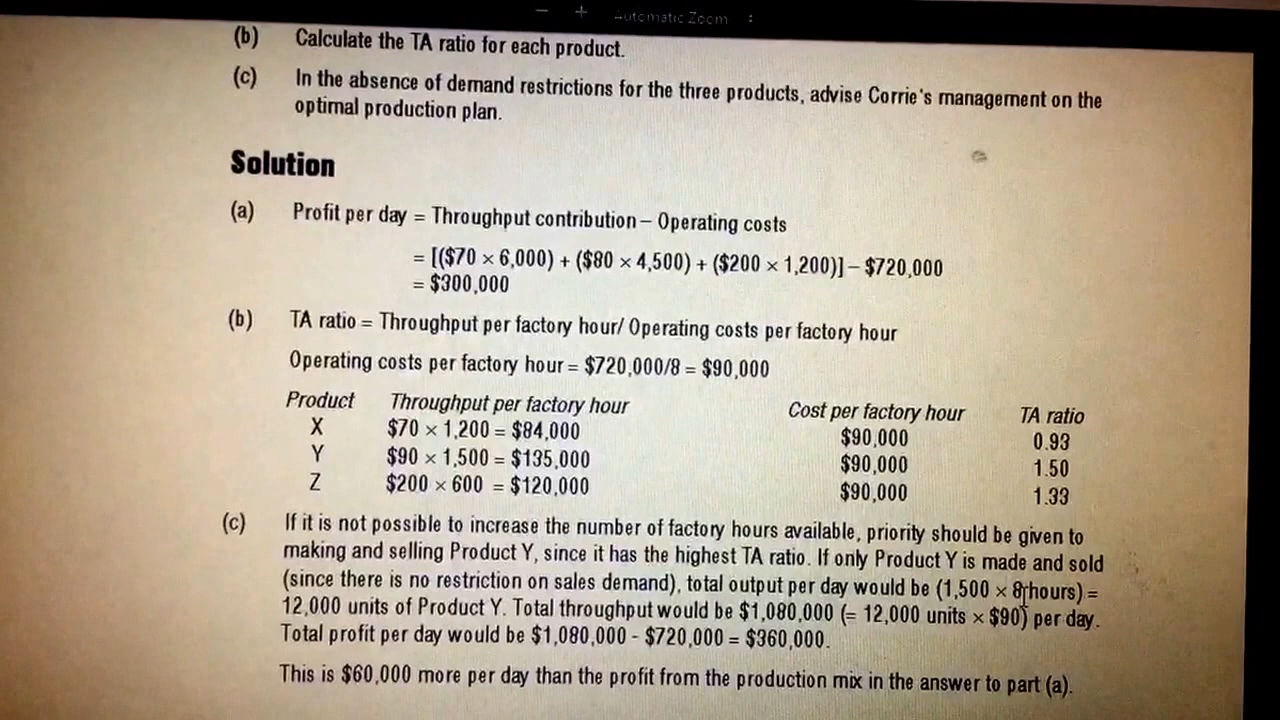 − + Automatic Zoom
(b) Calculate the TA ratio for each product.
(c) In the absence of demand restrictions for the three products, advise Corrie's management on the
optimal production plan.
Solution
(a) Profit per day = Throughput contribution – Operating costs
= [($70 × 6,000) + ($80 × 4,500) + ($200 × 1,200)] – $720,000
= $300,000
(b) TA ratio = Throughput per factory hour/ Operating costs per factory hour
Operating costs per factory hour = $720,000/8 = $90,000
Product Throughput per factory hour Cost per factory hour TA ratio
X $70 × 1,200 = $84,000 $90,000 0.93
Y $90 × 1,500 = $135,000 $90,000 1.50
Z $200 × 600 = $120,000 $90,000 1.33
(c) If it is not possible to increase the number of factory hours available, priority should be given to
making and selling Product Y, since it has the highest TA ratio. If only Product Y is made and sold
(since there is no restriction on sales demand), total output per day would be (1,500 × 8 hours) =
12,000 units of Product Y. Total throughput would be $1,080,000 (= 12,000 units × $90) per day.
Total profit per day would be $1,080,000 - $720,000 = $360,000.
This is $60,000 more per day than the profit from the production mix in the answer to part (a).